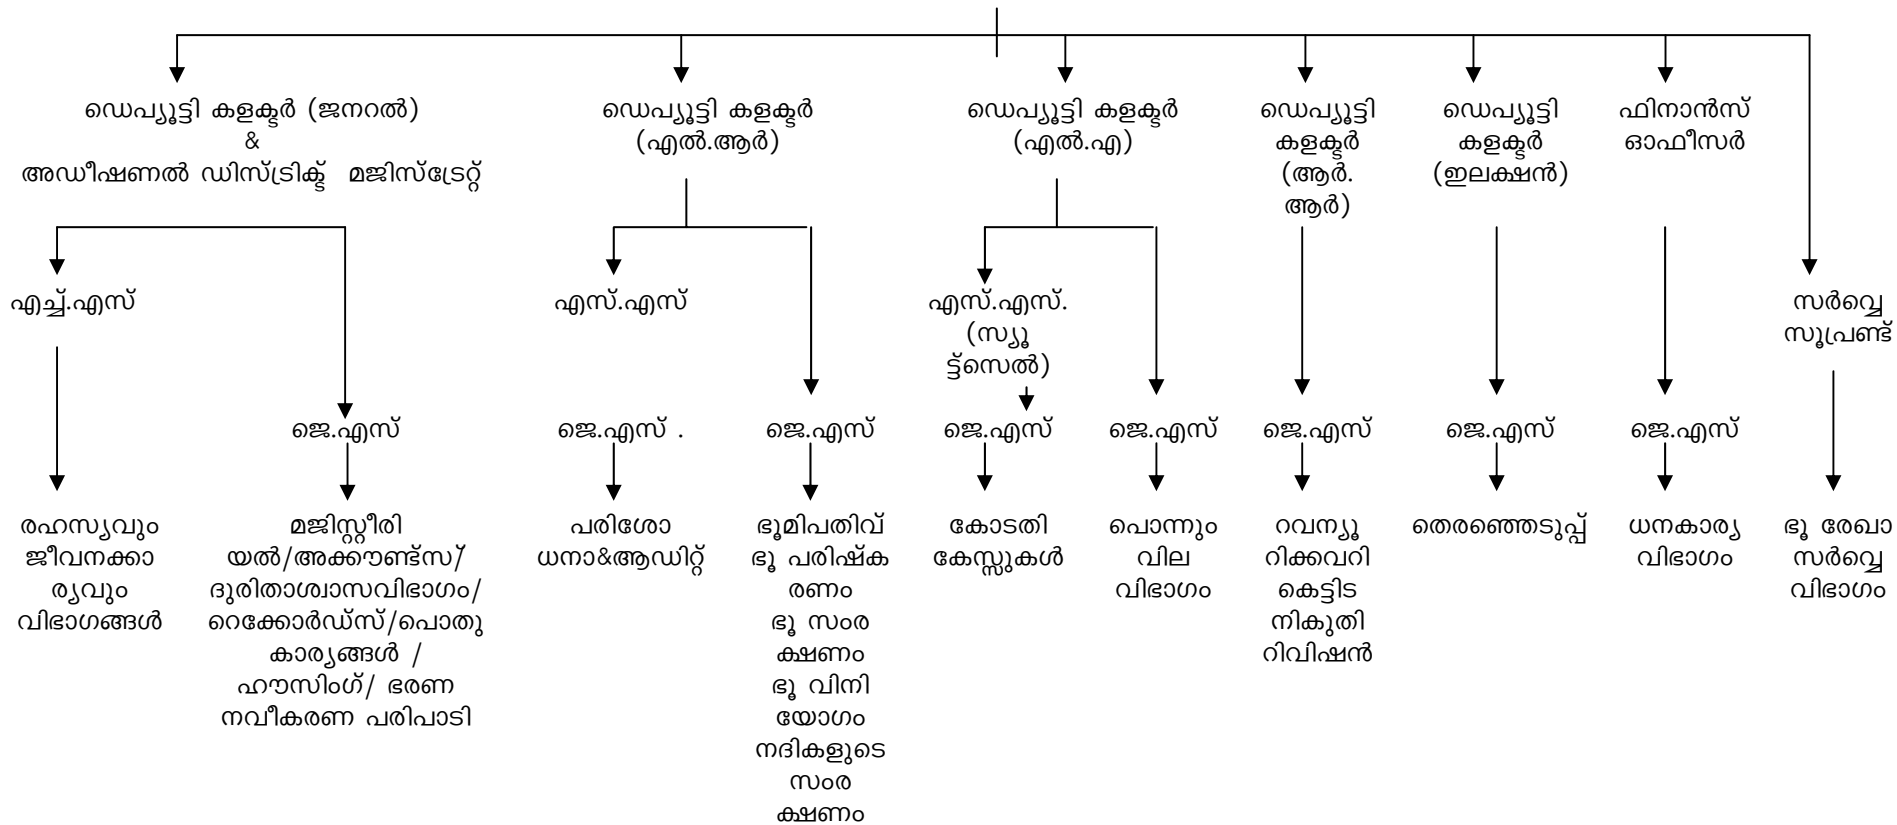 ഡെപ്യൂട്ടി കളക്ടർ (ജനറൽ)
&
അഡീഷണൽ ഡിസ്ട്രിക്ട് മജിസ്ട്രേറ്റ്
ഡെപ്യൂട്ടി കളക്ടർ
(എൽ.ആർ)
ഡെപ്യൂട്ടി കളക്ടർ
(എൽ.എ)
ഡെപ്യൂട്ടി
കളക്ടർ
(ആർ.
ആർ)
ഡെപ്യൂട്ടി
കളക്ടർ
(ഇലക്ഷൻ)
ഫിനാൻസ്
ഓഫീസർ
എച്ച്.എസ്
എസ്.എസ്
എസ്.എസ്.
(സ്യൂ
ട്ട്സെൽ)
സർവ്വെ
സൂപ്രണ്ട്
ജെ.എസ്
ജെ.എസ് .
ജെ.എസ്
ജെ.എസ്
ജെ.എസ്
ജെ.എസ്
ജെ.എസ്
ജെ.എസ്
രഹസ്യവും
ജീവനക്കാ
ര്യവും
വിഭാഗങ്ങൾ
മജിസ്റ്റീരി
യൽ/അക്കൗണ്ട്സ്/
ദുരിതാശ്വാസവിഭാഗം/
റെക്കോർഡ്സ്/പൊതു
കാര്യങ്ങൾ /
ഹൗസിംഗ്/ ഭരണ
നവീകരണ പരിപാടി
പരിശോ
ധനാ&ആഡിറ്റ്
ഭൂമിപതിവ്
ഭൂ പരിഷ്ക
രണം
ഭൂ സംര
ക്ഷണം
ഭൂ വിനി
യോഗം
നദികളുടെ
സംര
ക്ഷണം
കോടതി
കേസ്സുകൾ
പൊന്നും
വില
വിഭാഗം
റവന്യൂ
റിക്കവറി
കെട്ടിട
നികുതി
റിവിഷൻ
തെരഞ്ഞെടുപ്പ്
ധനകാര്യ
വിഭാഗം
ഭൂ രേഖാ
സർവ്വെ
വിഭാഗം